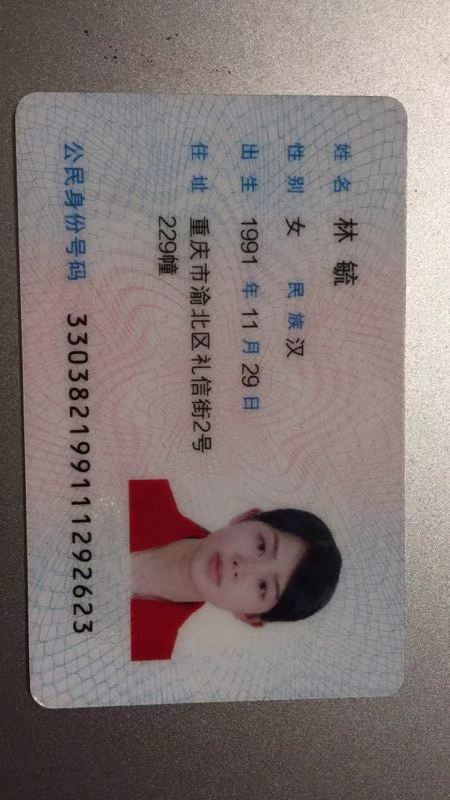 姓名 林毓
性别 女 民族 汉
出生 1991 年 11 月 29 日
住址 重庆市渝北区礼信街2号
229幢
公民身份号码 330382199111292623